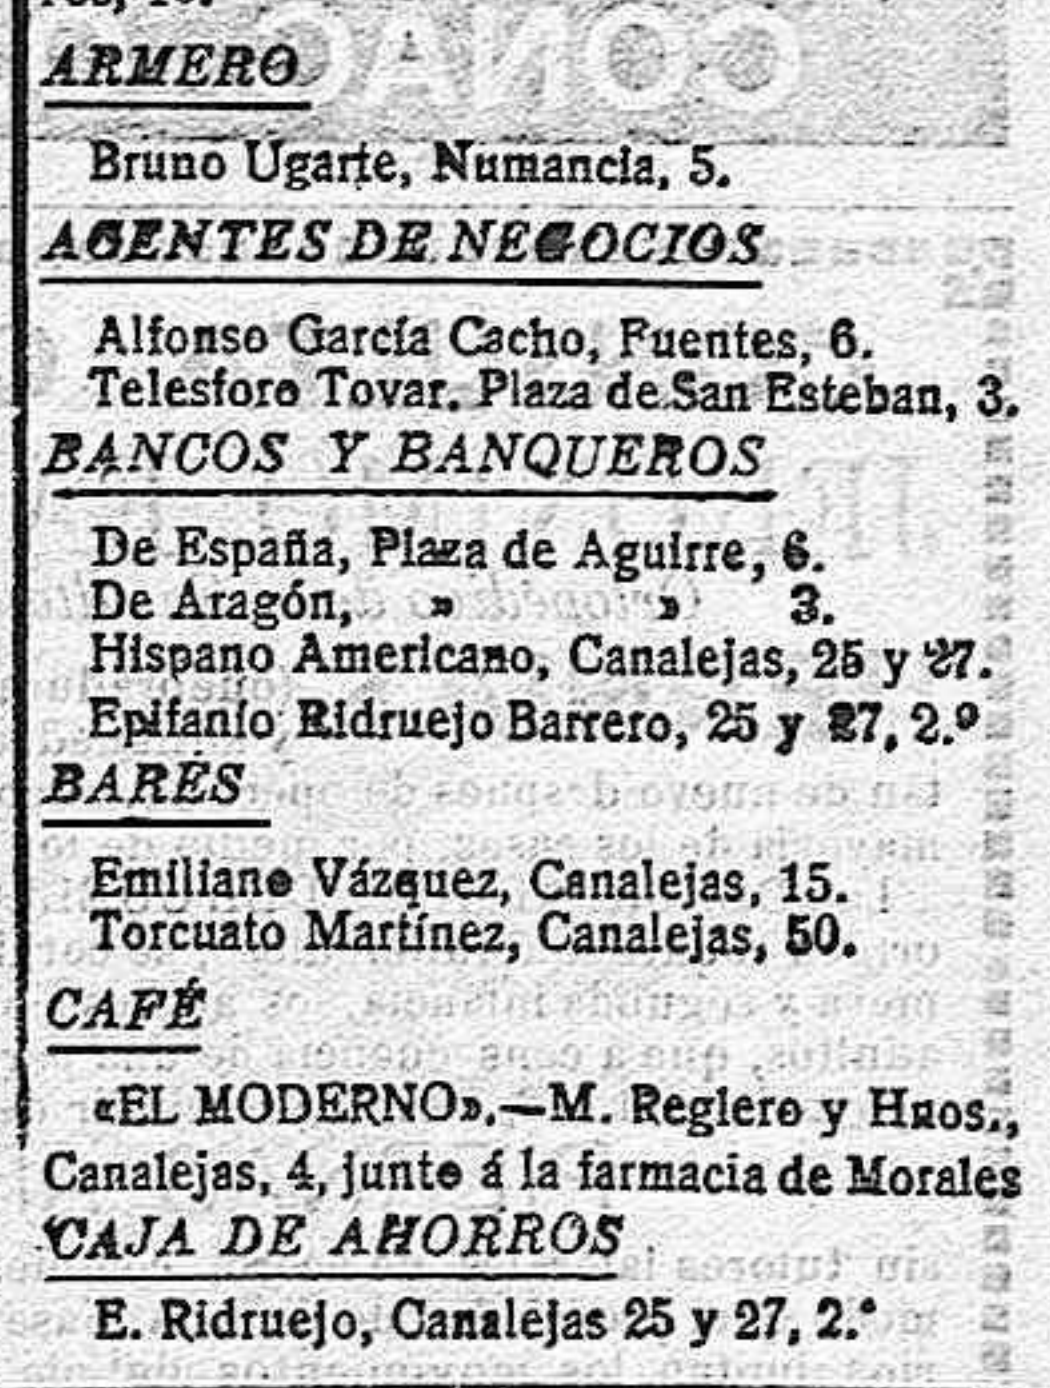 ARMERO
Bruno Ugarte, Numancia, 5.
AGENTES DE NEGOCIOS
Alfonso García Cacho, Fuentes, 6.
Telesforo Tovar. Plaza de San Esteban, 3.
BANCOS Y BANQUEROS
De España, Plaza de Aguirre, 6.
De Aragón, » » 3.
Hispano Americano, Canalejas, 25 y 27.
Epifanío Ridruejo Barrero, 25 y 27, 2.º
BARÉS
Emiliano Vázquez, Canalejas, 15.
Torcuato Martínez, Canalejas, 50.
CAFÉ
«EL MODERNO».—M. Reglero y Hnos.,
Canalejas, 4, junto á la farmacia de Morales
CAJA DE AHORROS
E. Ridruejo, Canalejas 25 y 27, 2.º